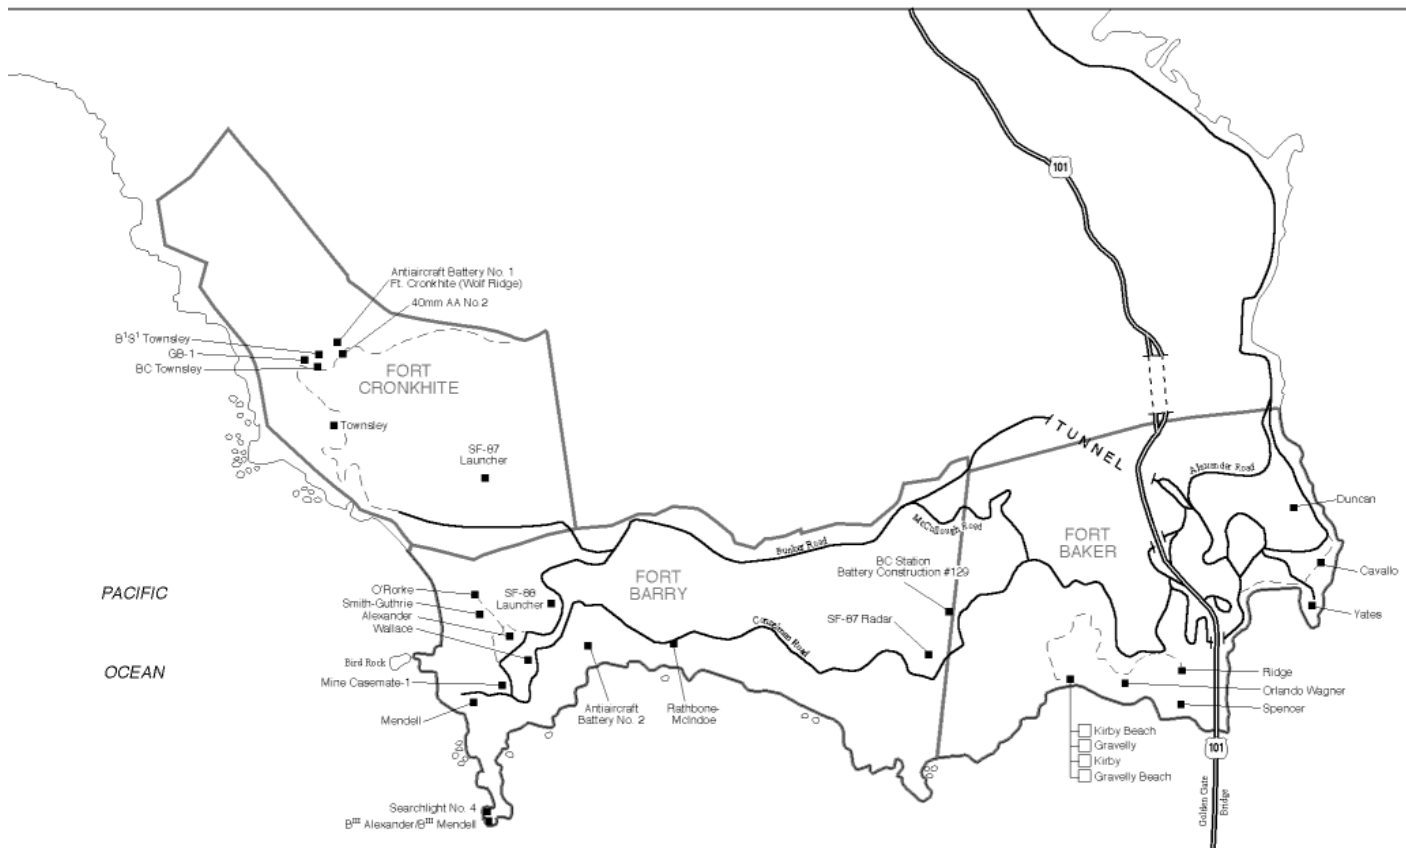 101
Antiaircraft Battery No. 1
Ft. Cronkhite (Wolf Ridge)
40mm AA No.2
B¹S¹ Townsley
GB-1
BC Townsley
FORT
CRONKHITE
Townsley
SF-87
Launcher
TUNNEL
Alexander Road
Duncan
McCullough Road
Bunker Road
FORT
BAKER
BC Station
Battery Construction #129
Cavallo
PACIFIC
OCEAN
O'Rorke
Smith-Guthrie
Alexander
Wallace
SF-88
Launcher
FORT
BARRY
Yates
Conzelman Road
SF-87 Radar
Bird Rock
Mine Casemate-1
Mendell
Antiaircraft
Battery No. 2
Rathbone-
McIndoe
Ridge
Orlando Wagner
Spencer
Kirby Beach
Gravelly
Kirby
Gravelly Beach
101
Golden Gate
Bridge
Searchlight No. 4
Bᴵᴵᴵ Alexander/Bᴵᴵᴵ Mendell